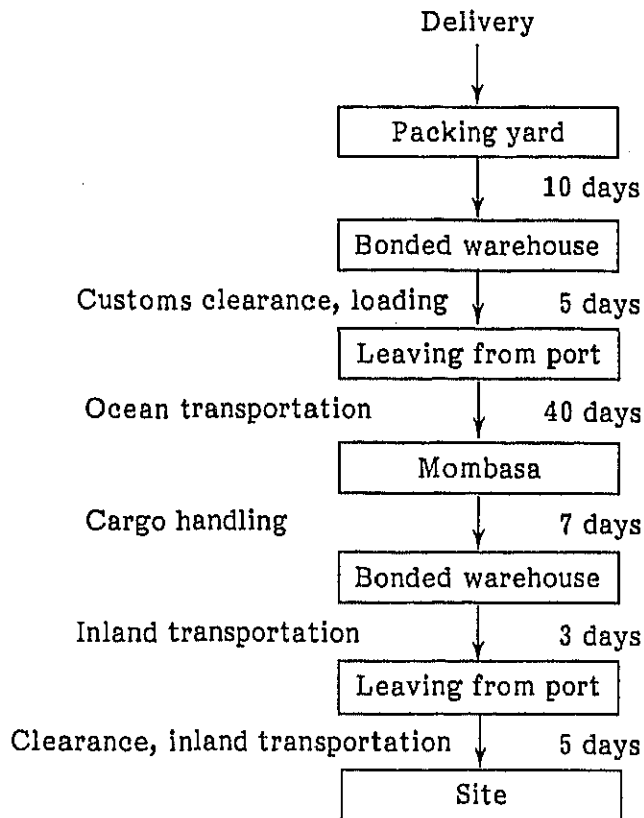 Delivery
Packing yard
10 days
Bonded warehouse
Customs clearance, loading 5 days
Leaving from port
Ocean transportation 40 days
Mombasa
Cargo handling 7 days
Bonded warehouse
Inland transportation 3 days
Leaving from port
Clearance, inland transportation 5 days
Site